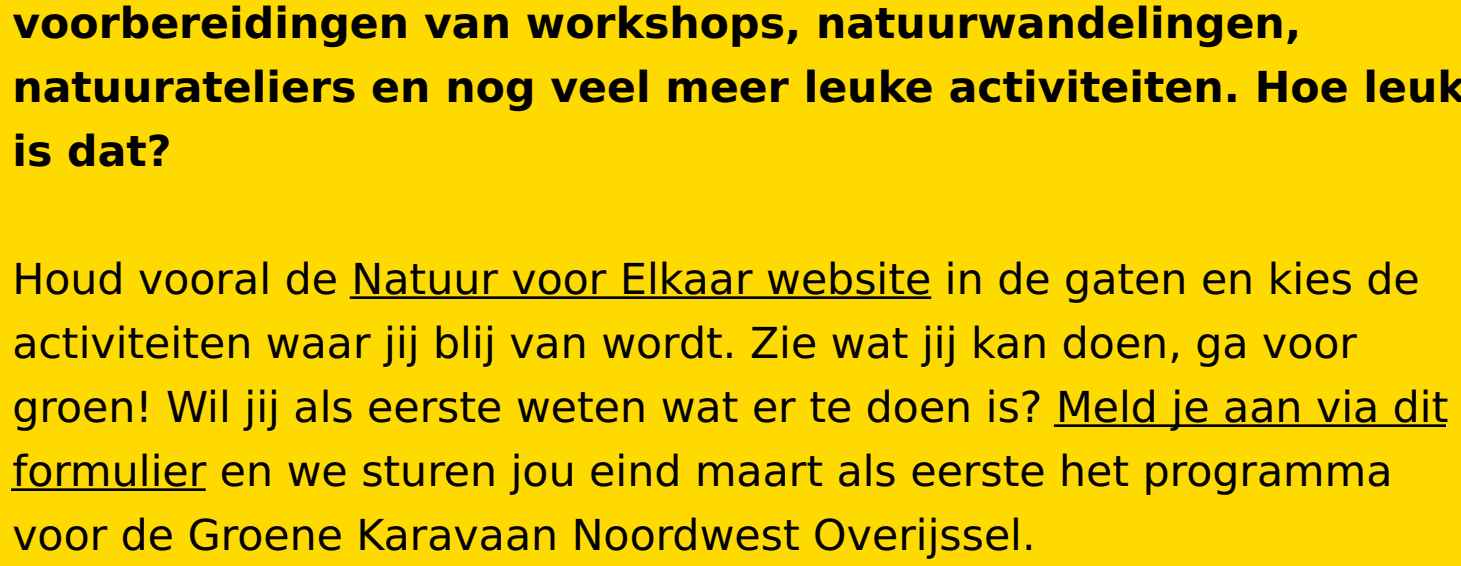 voorbereidingen van workshops, natuurwandelingen,
natuurateliers en nog veel meer leuke activiteiten. Hoe leuk
is dat?
Houd vooral de Natuur voor Elkaar website in de gaten en kies de
activiteiten waar jij blij van wordt. Zie wat jij kan doen, ga voor
groen! Wil jij als eerste weten wat er te doen is? Meld je aan via dit
formulier en we sturen jou eind maart als eerste het programma
voor de Groene Karavaan Noordwest Overijssel.